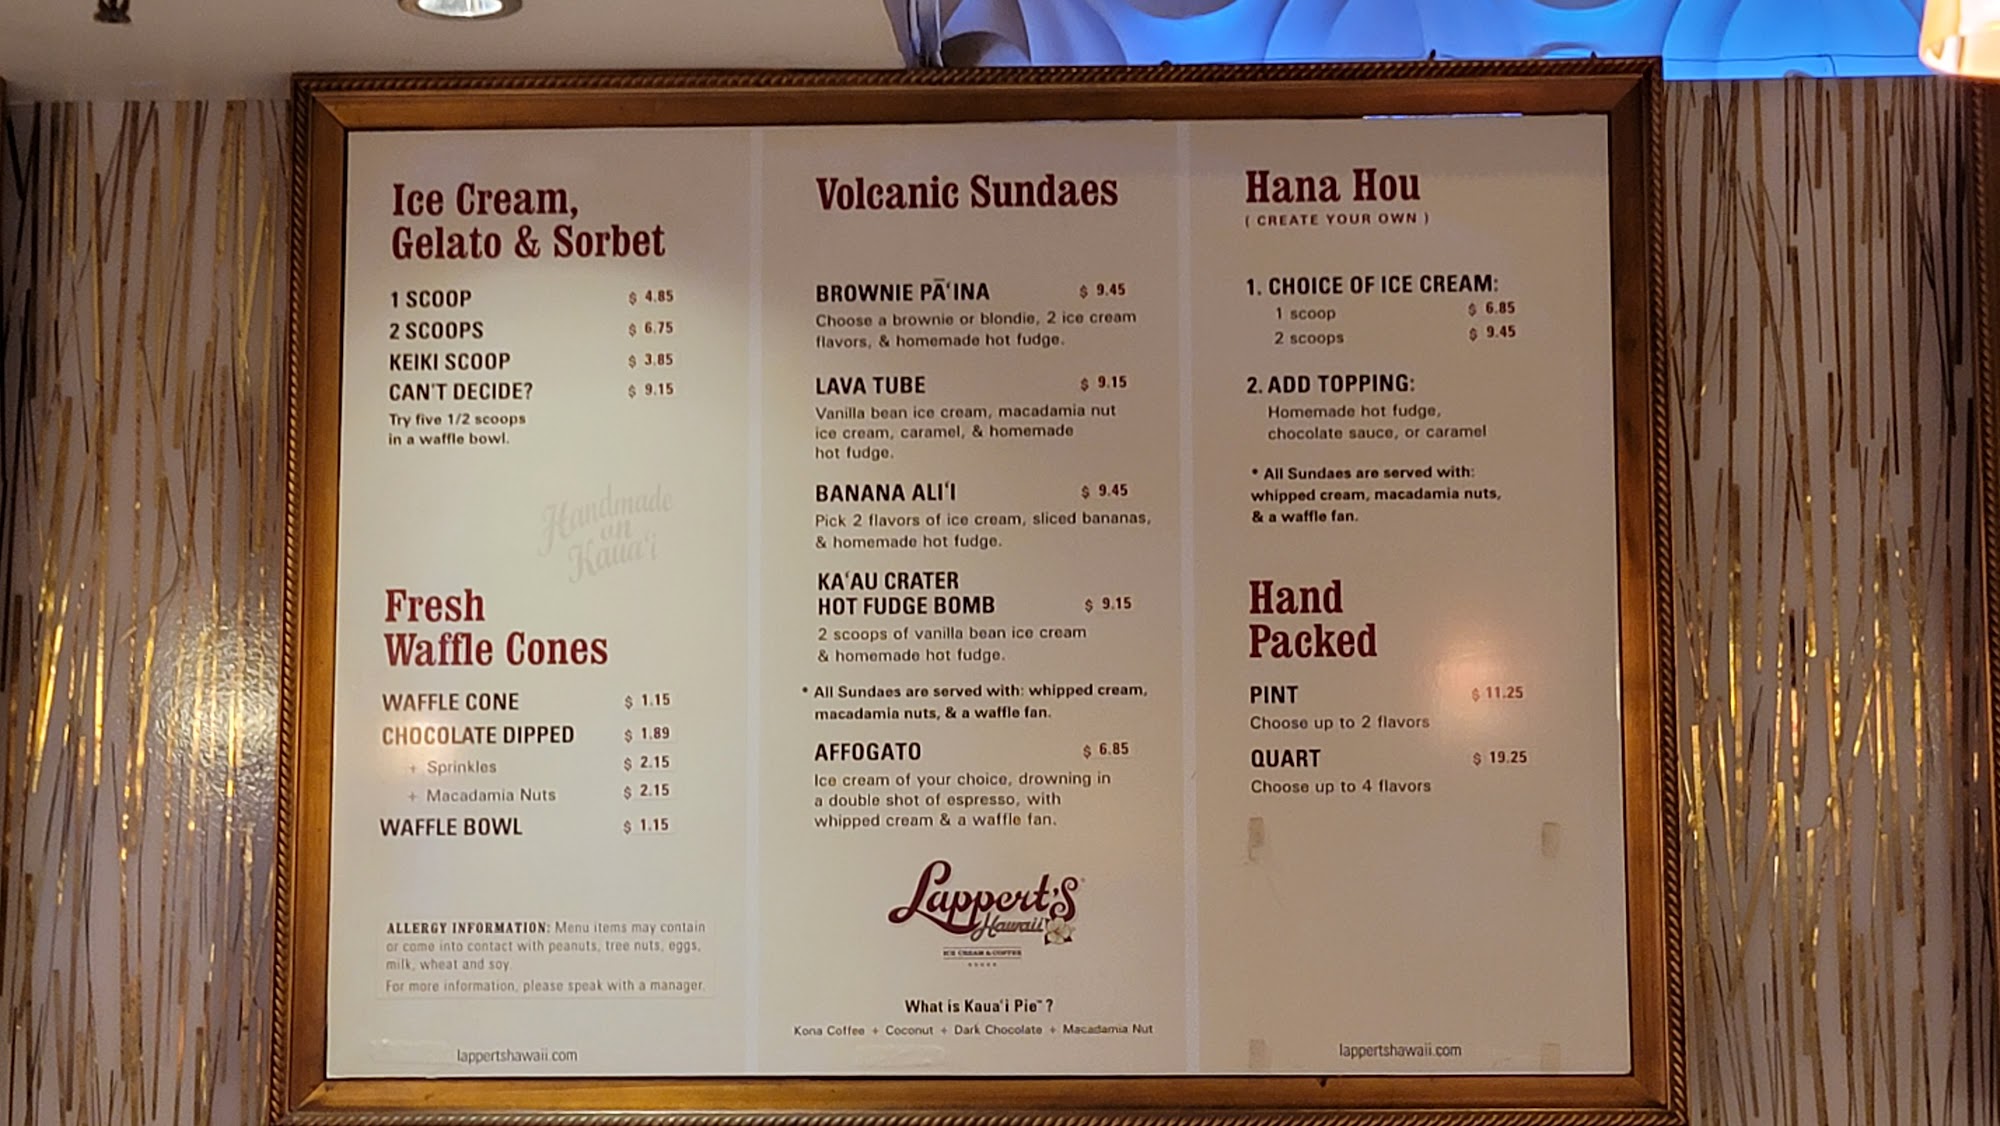 Ice Cream,
Gelato & Sorbet
1 SCOOP $ 4.85
2 SCOOPS $ 6.75
KEIKI SCOOP $ 3.85
CAN'T DECIDE? $ 9.15
Try five 1/2 scoops
in a waffle bowl.
Handmade
on
Kaua'i
Fresh
Waffle Cones
WAFFLE CONE $ 1.15
CHOCOLATE DIPPED $ 1.89
+ Sprinkles $ 2.15
+ Macadamia Nuts $ 2.15
WAFFLE BOWL $ 1.15
ALLERGY INFORMATION: Menu items may contain
or come into contact with peanuts, tree nuts, eggs,
milk, wheat and soy.
For more information, please speak with a manager.
lappertshawaii.com
Volcanic Sundaes
BROWNIE PĀ‘INA $ 9.45
Choose a brownie or blondie, 2 ice cream
flavors, & homemade hot fudge.
LAVA TUBE $ 9.15
Vanilla bean ice cream, macadamia nut
ice cream, caramel, & homemade
hot fudge.
BANANA ALI‘I $ 9.45
Pick 2 flavors of ice cream, sliced bananas,
& homemade hot fudge.
KA‘AU CRATER
HOT FUDGE BOMB $ 9.15
2 scoops of vanilla bean ice cream
& homemade hot fudge.
* All Sundaes are served with: whipped cream,
macadamia nuts, & a waffle fan.
AFFOGATO $ 6.85
Ice cream of your choice, drowning in
a double shot of espresso, with
whipped cream & a waffle fan.
Lappert's
Hawaii
ICE CREAM & COFFEE
What is Kaua‘i Pie™?
Kona Coffee + Coconut + Dark Chocolate + Macadamia Nut
Hana Hou
( CREATE YOUR OWN )
1. CHOICE OF ICE CREAM:
1 scoop $ 6.85
2 scoops $ 9.45
2. ADD TOPPING:
Homemade hot fudge,
chocolate sauce, or caramel
* All Sundaes are served with:
whipped cream, macadamia nuts,
& a waffle fan.
Hand
Packed
PINT $ 11.25
Choose up to 2 flavors
QUART $ 19.25
Choose up to 4 flavors
lappertshawaii.com